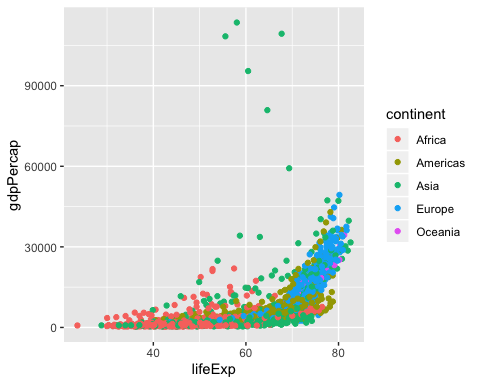 gdpPercap
90000
60000
30000
0
40
60
80
lifeExp
continent
Africa
Americas
Asia
Europe
Oceania